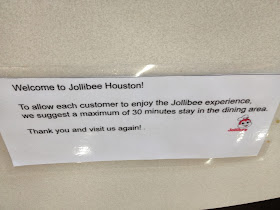 Welcome to Jollibee Houston!
To allow each customer to enjoy the Jollibee experience,
we suggest a maximum of 30 minutes stay in the dining area.
Thank you and visit us again!
Jollibee